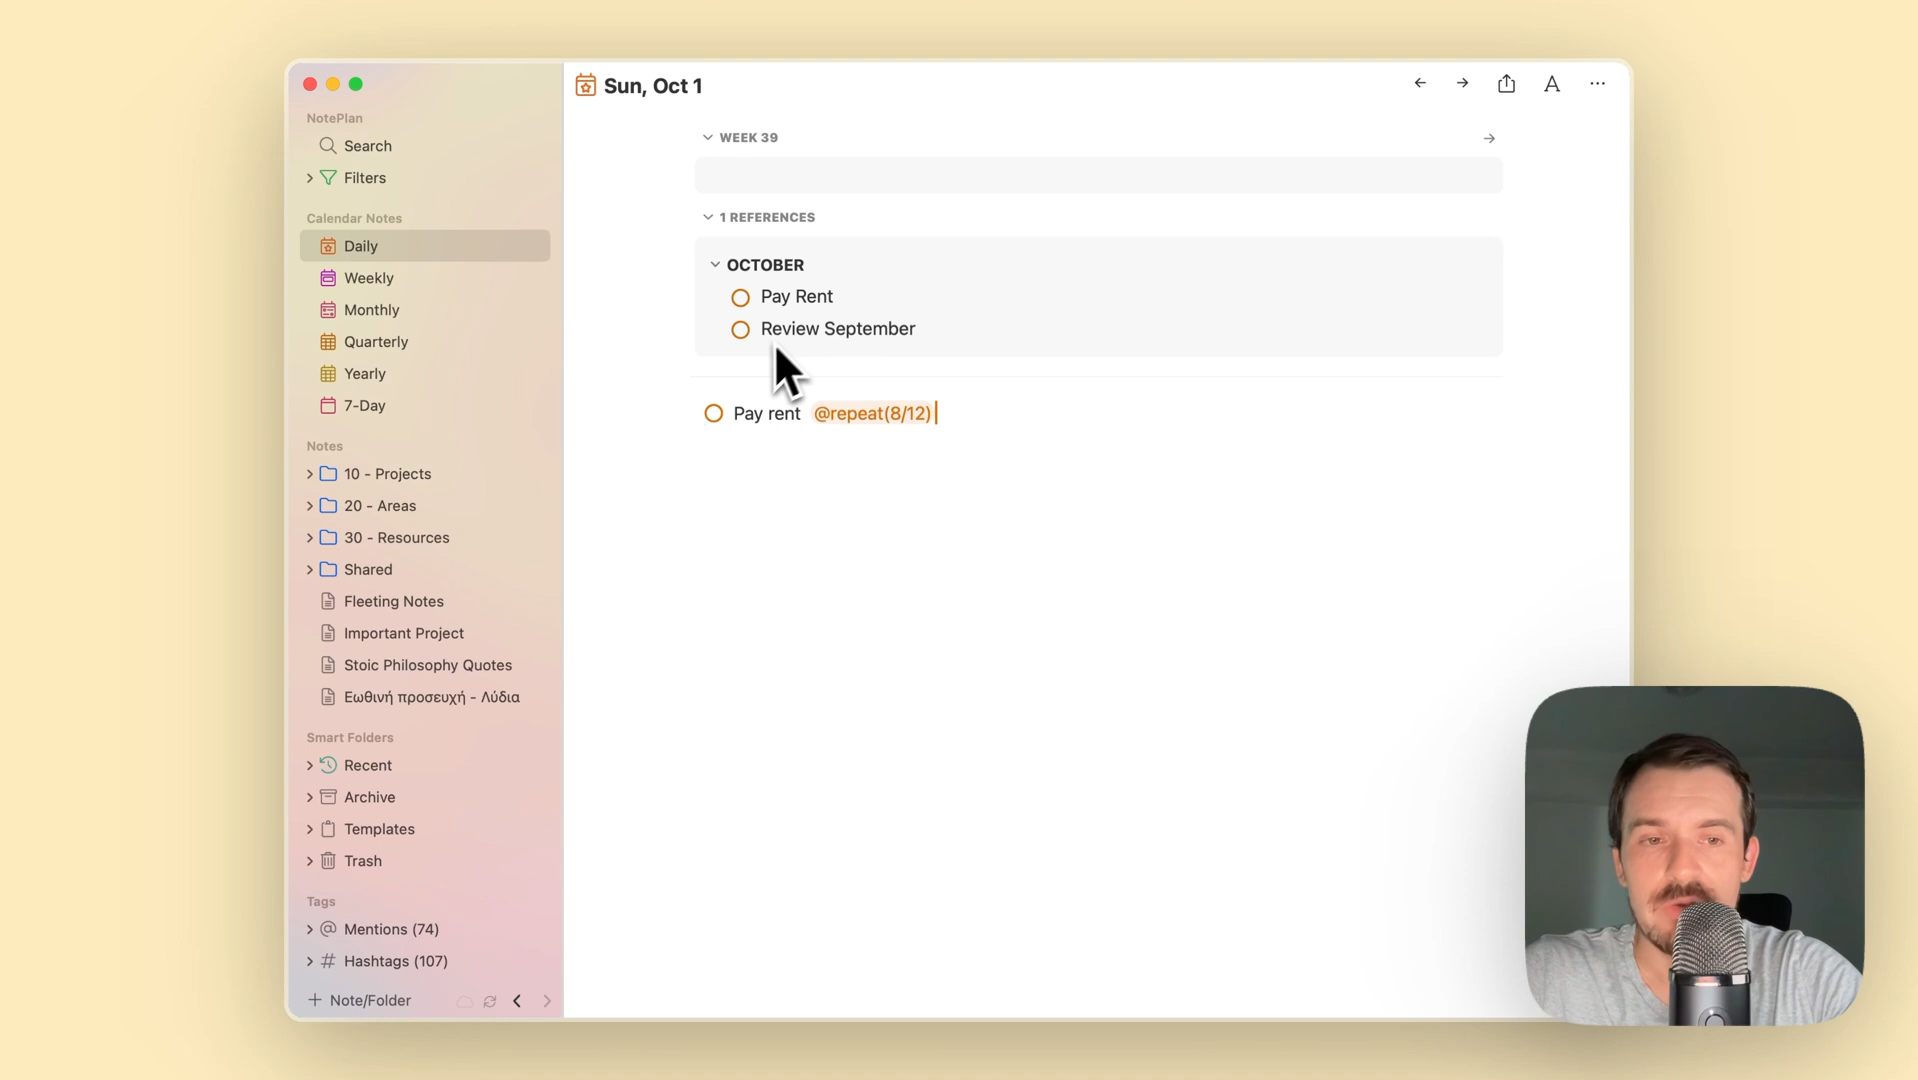 Sun, Oct 1
NotePlan
Search
Filters
Calendar Notes
Daily
Weekly
Monthly
Quarterly
Yearly
7-Day
Notes
10 - Projects
20 - Areas
30 - Resources
Shared
Fleeting Notes
Important Project
Stoic Philosophy Quotes
Εωθινή προσευχή - Λύδια
Smart Folders
Recent
Archive
Templates
Trash
Tags
Mentions (74)
Hashtags (107)
Note/Folder
WEEK 39
1 REFERENCES
OCTOBER
Pay Rent
Review September
Pay rent @repeat(8/12)